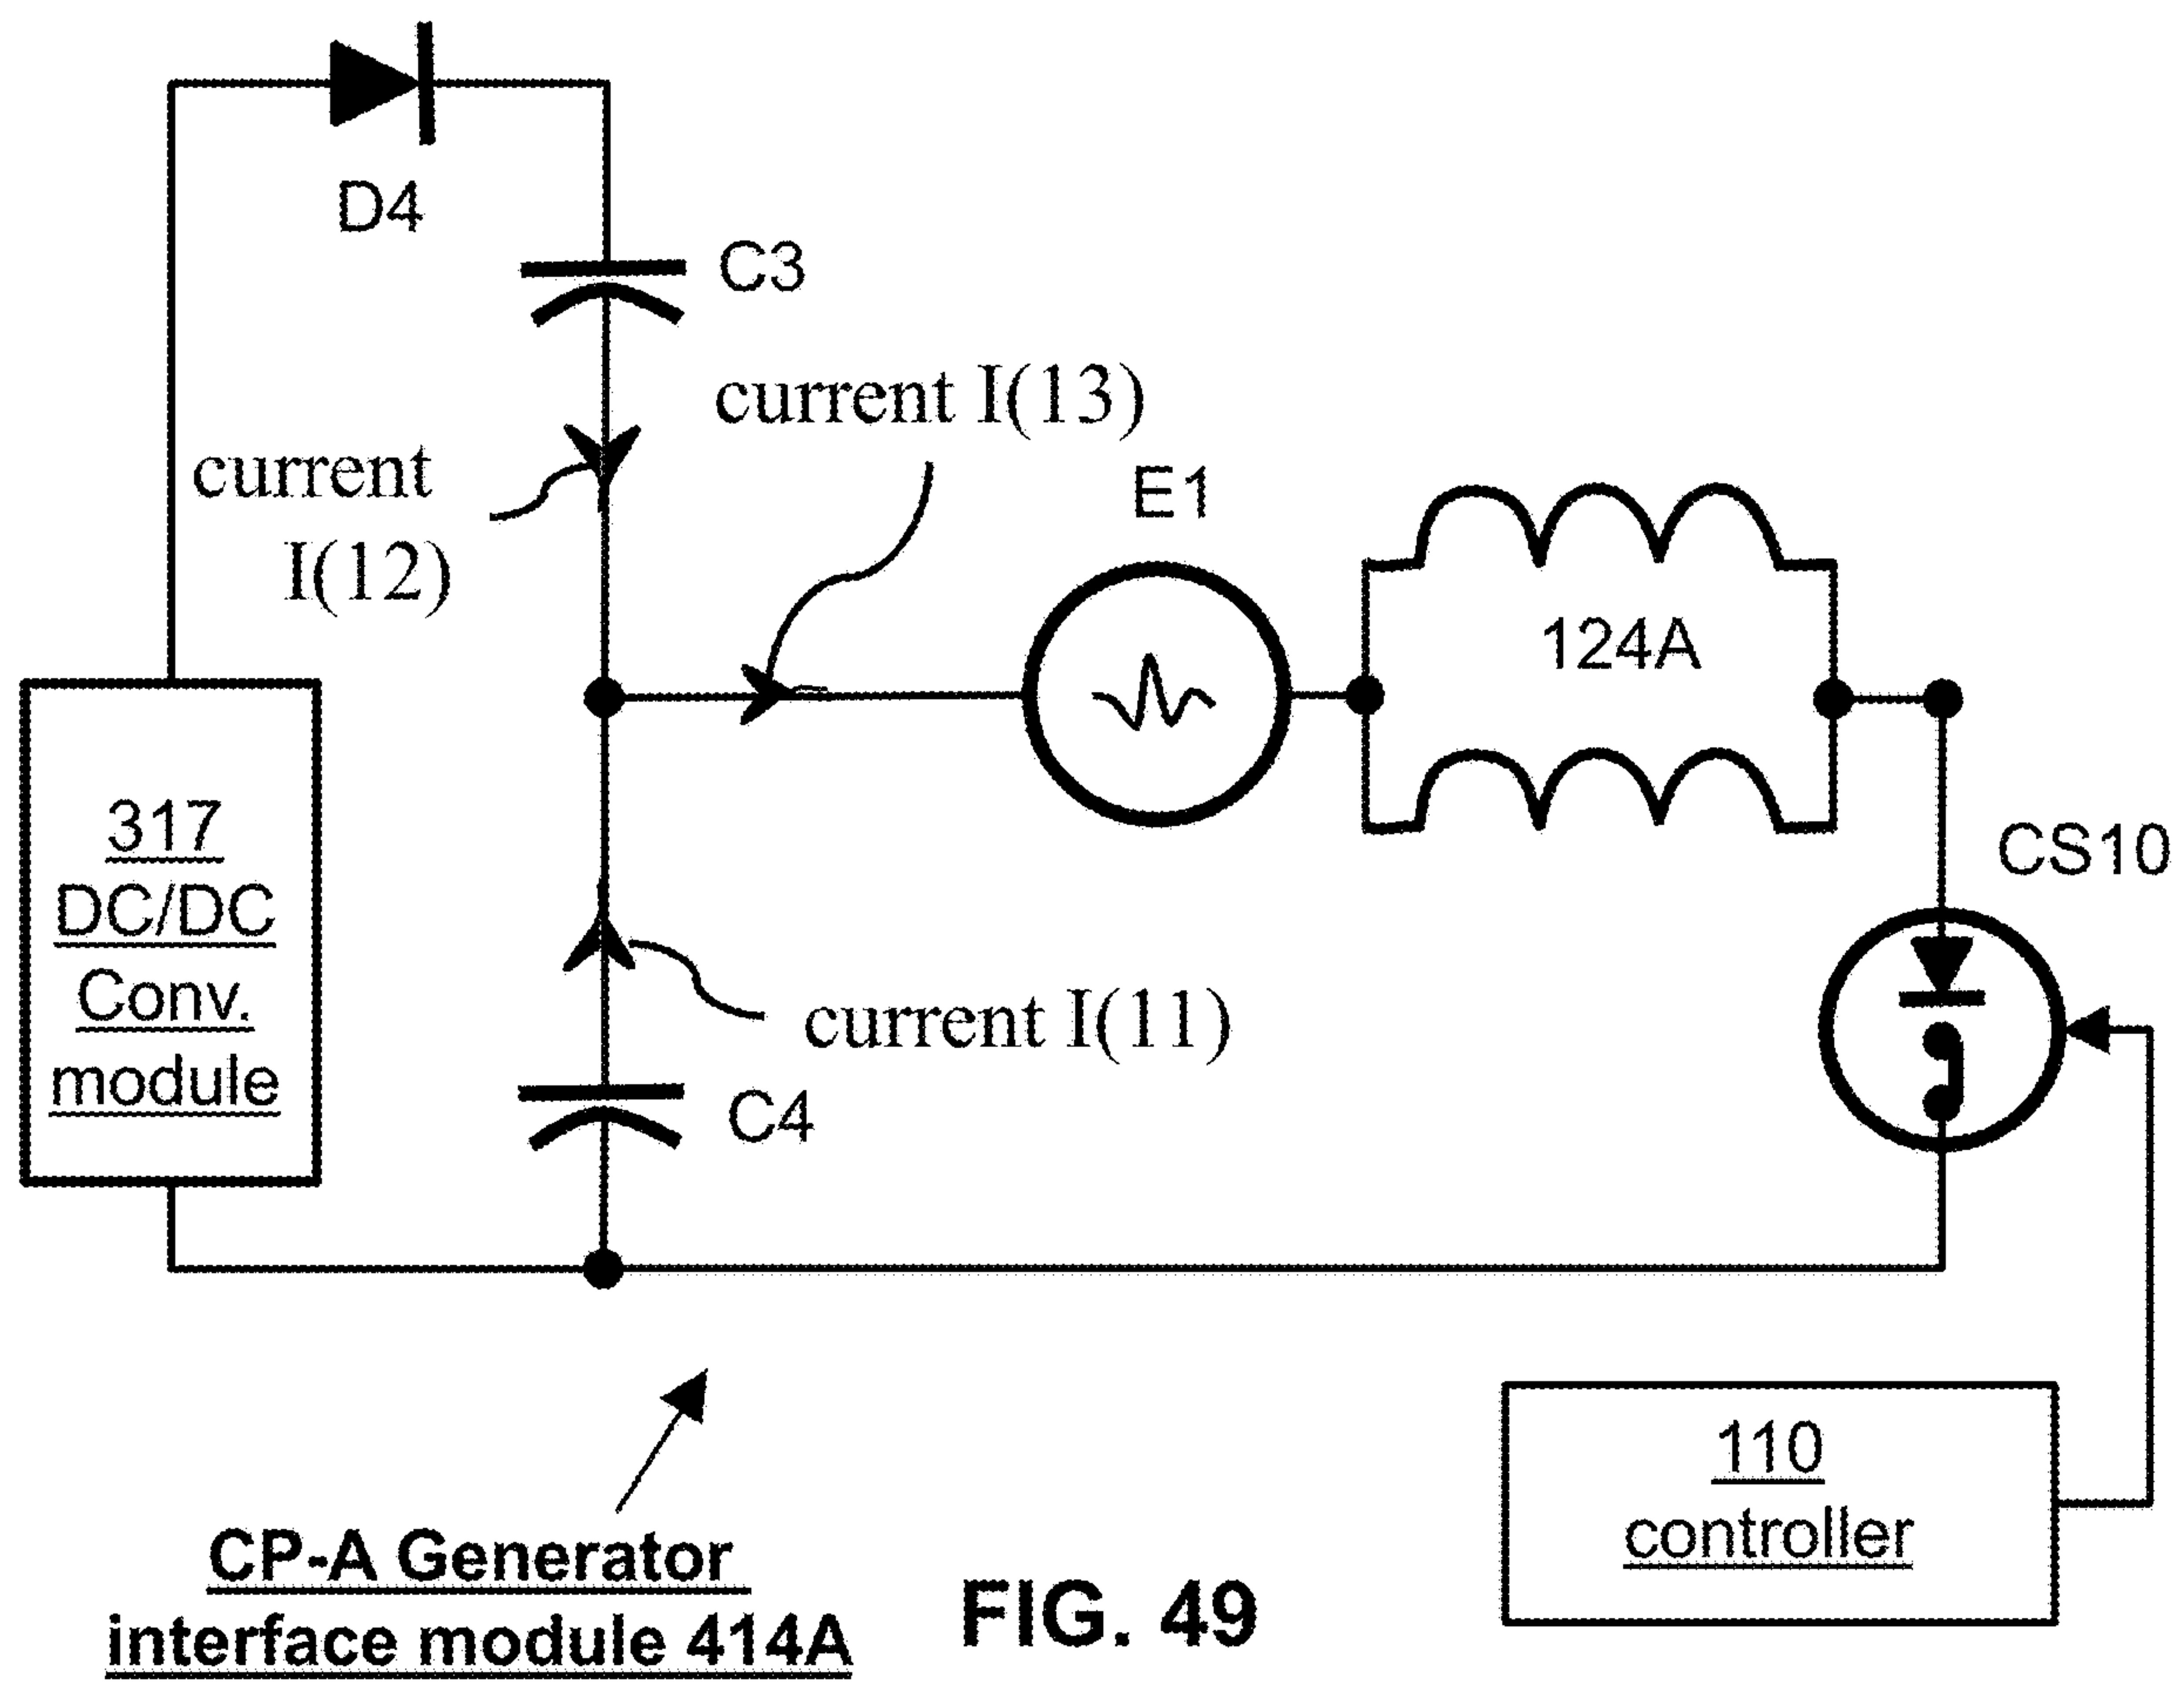 D4
C3
current I(13)
current
I(12)
E1
124A
317
DC/DC
Conv.
module
CS10
current I(11)
C4
110
controller
CP-A Generator
interface module 414A
FIG. 49